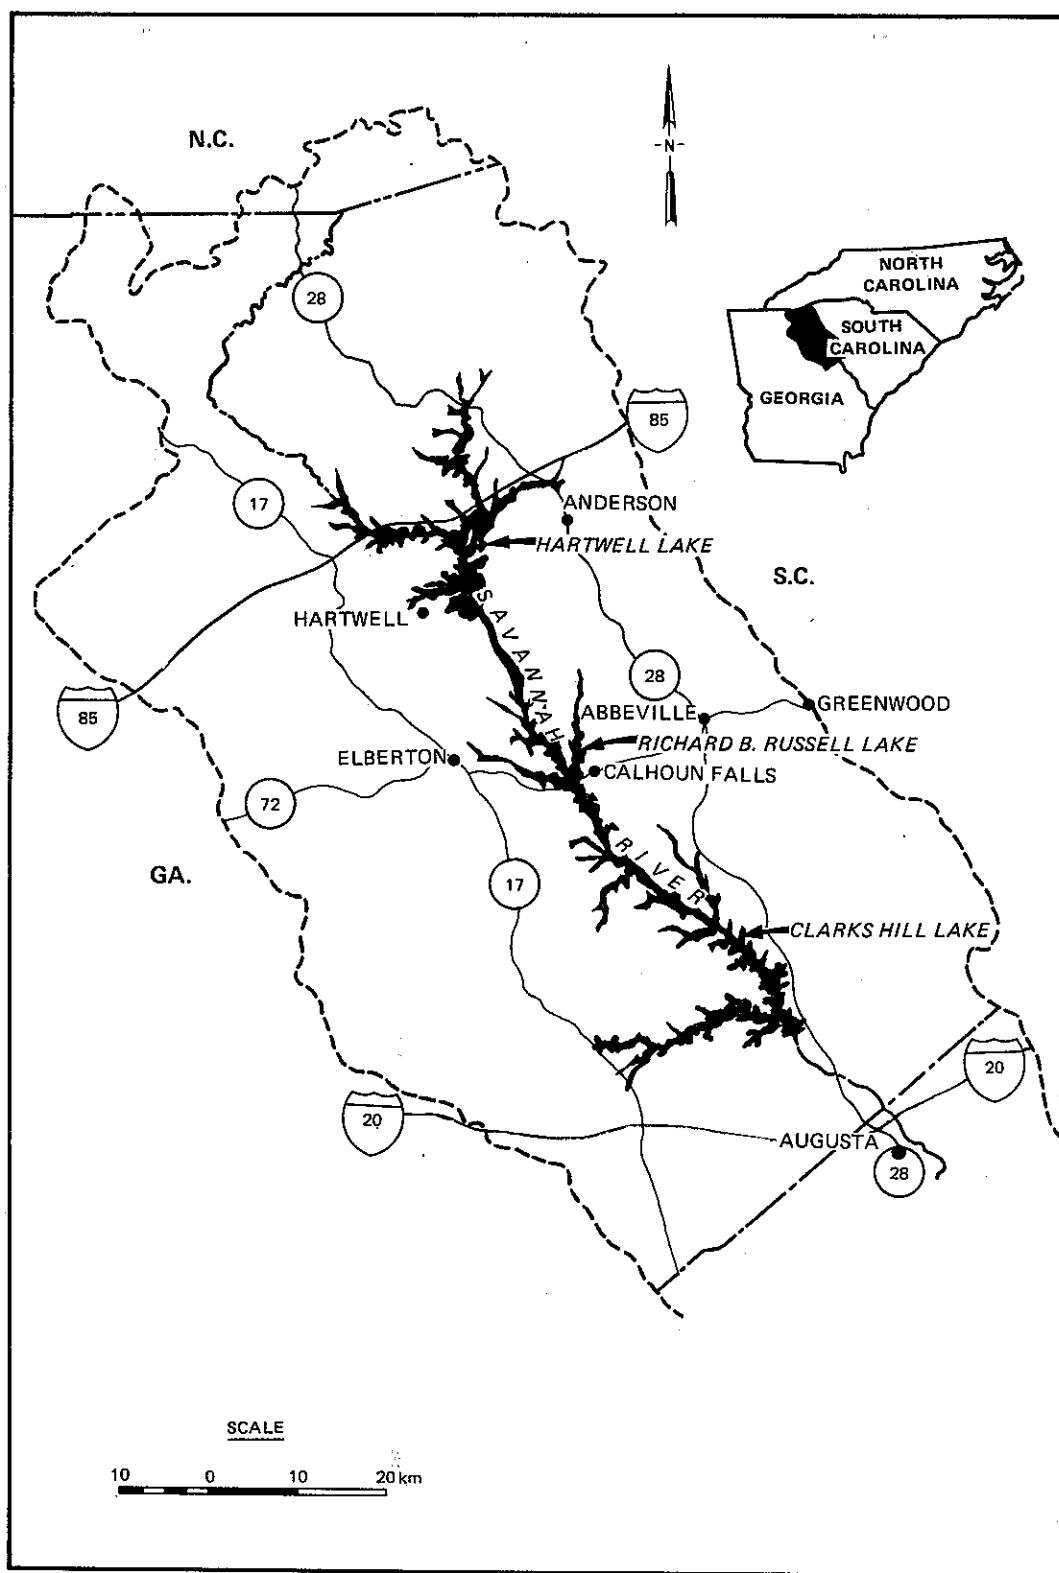 N.C.
N
28
NORTH
CAROLINA
SOUTH
CAROLINA
GEORGIA
85
17
ANDERSON
HARTWELL LAKE
S.C.
HARTWELL
SAVANNAH
28
85
ABBEVILLE
GREENWOOD
RICHARD B. RUSSELL LAKE
ELBERTON
CALHOUN FALLS
72
RIVER
GA.
17
CLARKS HILL LAKE
20
20
AUGUSTA
28
SCALE
10 0 10 20 km